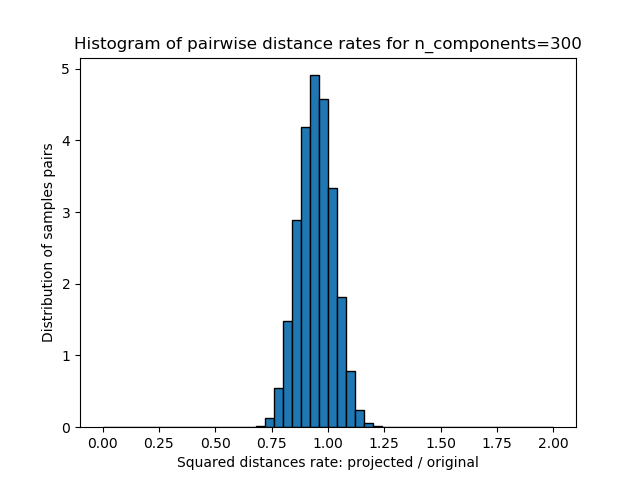 Histogram of pairwise distance rates for n_components=300
Distribution of samples pairs
5
4
3
2
1
0
0.00 0.25 0.50 0.75 1.00 1.25 1.50 1.75 2.00
Squared distances rate: projected / original